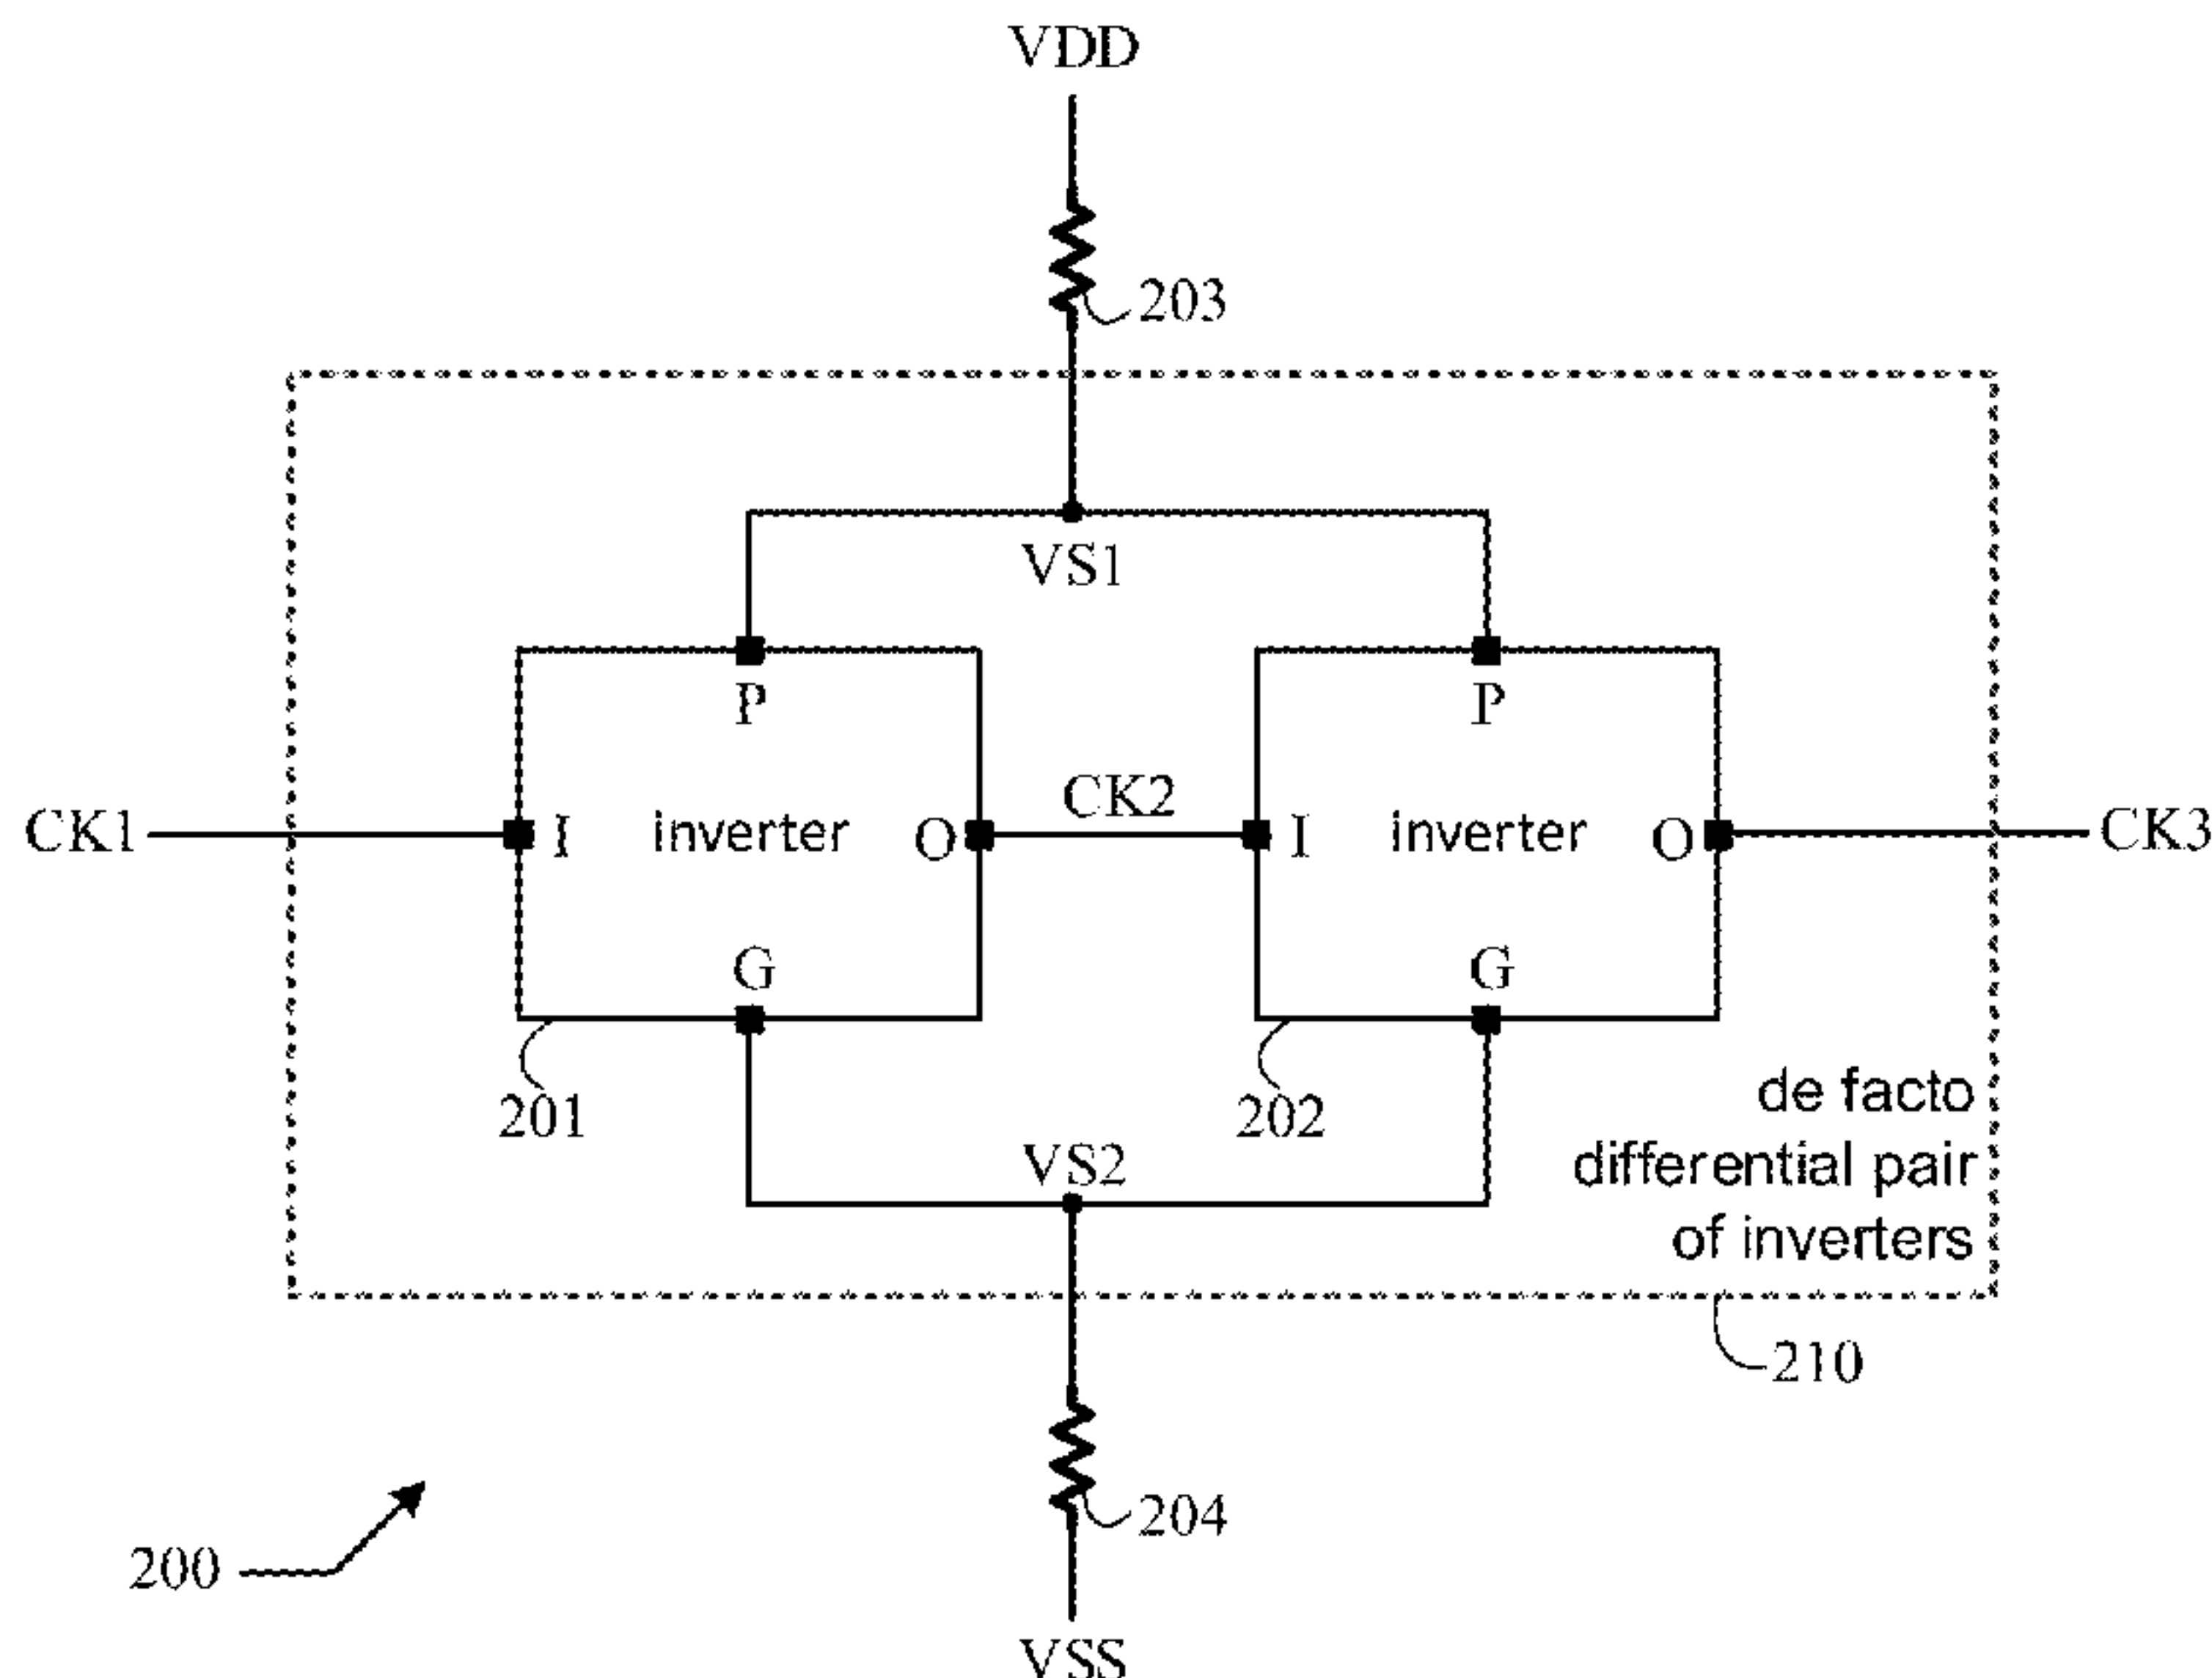 VDD
203
VS1
P
P
CK1
I
inverter
O
CK2
I
inverter
O
CK3
G
G
201
202
VS2
de facto
differential pair
of inverters
210
204
200
VSS